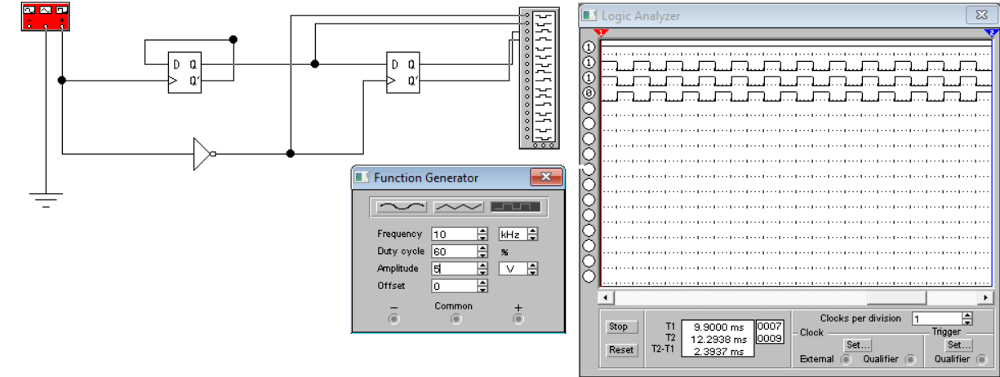 - +
D Q
Q'
D Q
Q'
Function Generator
Frequency 10 kHz
Duty cycle 60 %
Amplitude 5 V
Offset 0
- Common +
Logic Analyzer
1 2
1
1
1
0
Stop
Reset
T1 9.9000 ms 0007
T2 12.2938 ms 0009
T2-T1 2.3937 ms
Clocks per division 1
Clock
Set...
External Qualifier
Trigger
Set...
Qualifier